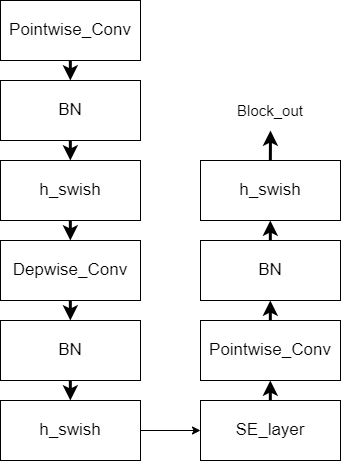 Pointwise_Conv
BN
h_swish
Depwise_Conv
BN
h_swish
SE_layer
Pointwise_Conv
BN
h_swish
Block_out